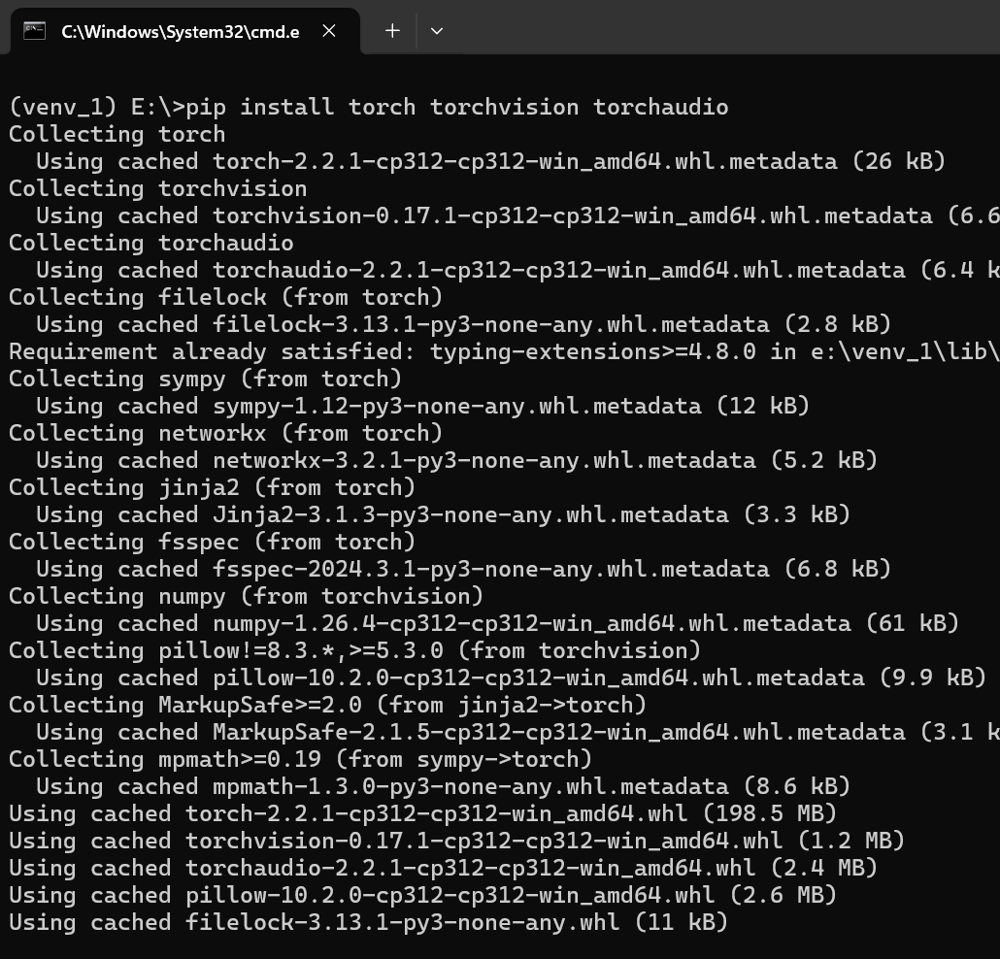 C:\Windows\System32\cmd.e
(venv_1) E:\>pip install torch torchvision torchaudio
Collecting torch
  Using cached torch-2.2.1-cp312-cp312-win_amd64.whl.metadata (26 kB)
Collecting torchvision
  Using cached torchvision-0.17.1-cp312-cp312-win_amd64.whl.metadata (6.6
Collecting torchaudio
  Using cached torchaudio-2.2.1-cp312-cp312-win_amd64.whl.metadata (6.4 k
Collecting filelock (from torch)
  Using cached filelock-3.13.1-py3-none-any.whl.metadata (2.8 kB)
Requirement already satisfied: typing-extensions>=4.8.0 in e:\venv_1\lib\
Collecting sympy (from torch)
  Using cached sympy-1.12-py3-none-any.whl.metadata (12 kB)
Collecting networkx (from torch)
  Using cached networkx-3.2.1-py3-none-any.whl.metadata (5.2 kB)
Collecting jinja2 (from torch)
  Using cached Jinja2-3.1.3-py3-none-any.whl.metadata (3.3 kB)
Collecting fsspec (from torch)
  Using cached fsspec-2024.3.1-py3-none-any.whl.metadata (6.8 kB)
Collecting numpy (from torchvision)
  Using cached numpy-1.26.4-cp312-cp312-win_amd64.whl.metadata (61 kB)
Collecting pillow!=8.3.*,>=5.3.0 (from torchvision)
  Using cached pillow-10.2.0-cp312-cp312-win_amd64.whl.metadata (9.9 kB)
Collecting MarkupSafe>=2.0 (from jinja2->torch)
  Using cached MarkupSafe-2.1.5-cp312-cp312-win_amd64.whl.metadata (3.1 k
Collecting mpmath>=0.19 (from sympy->torch)
  Using cached mpmath-1.3.0-py3-none-any.whl.metadata (8.6 kB)
Using cached torch-2.2.1-cp312-cp312-win_amd64.whl (198.5 MB)
Using cached torchvision-0.17.1-cp312-cp312-win_amd64.whl (1.2 MB)
Using cached torchaudio-2.2.1-cp312-cp312-win_amd64.whl (2.4 MB)
Using cached pillow-10.2.0-cp312-cp312-win_amd64.whl (2.6 MB)
Using cached filelock-3.13.1-py3-none-any.whl (11 kB)